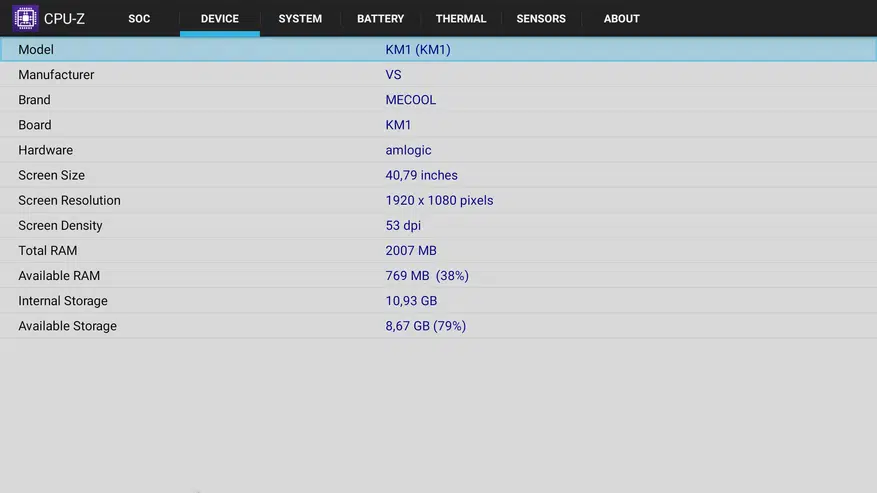 CPU-Z SOC DEVICE SYSTEM BATTERY THERMAL SENSORS ABOUT
Model KM1 (KM1)
Manufacturer VS
Brand MECOOL
Board KM1
Hardware amlogic
Screen Size 40,79 inches
Screen Resolution 1920 x 1080 pixels
Screen Density 53 dpi
Total RAM 2007 MB
Available RAM 769 MB (38%)
Internal Storage 10,93 GB
Available Storage 8,67 GB (79%)